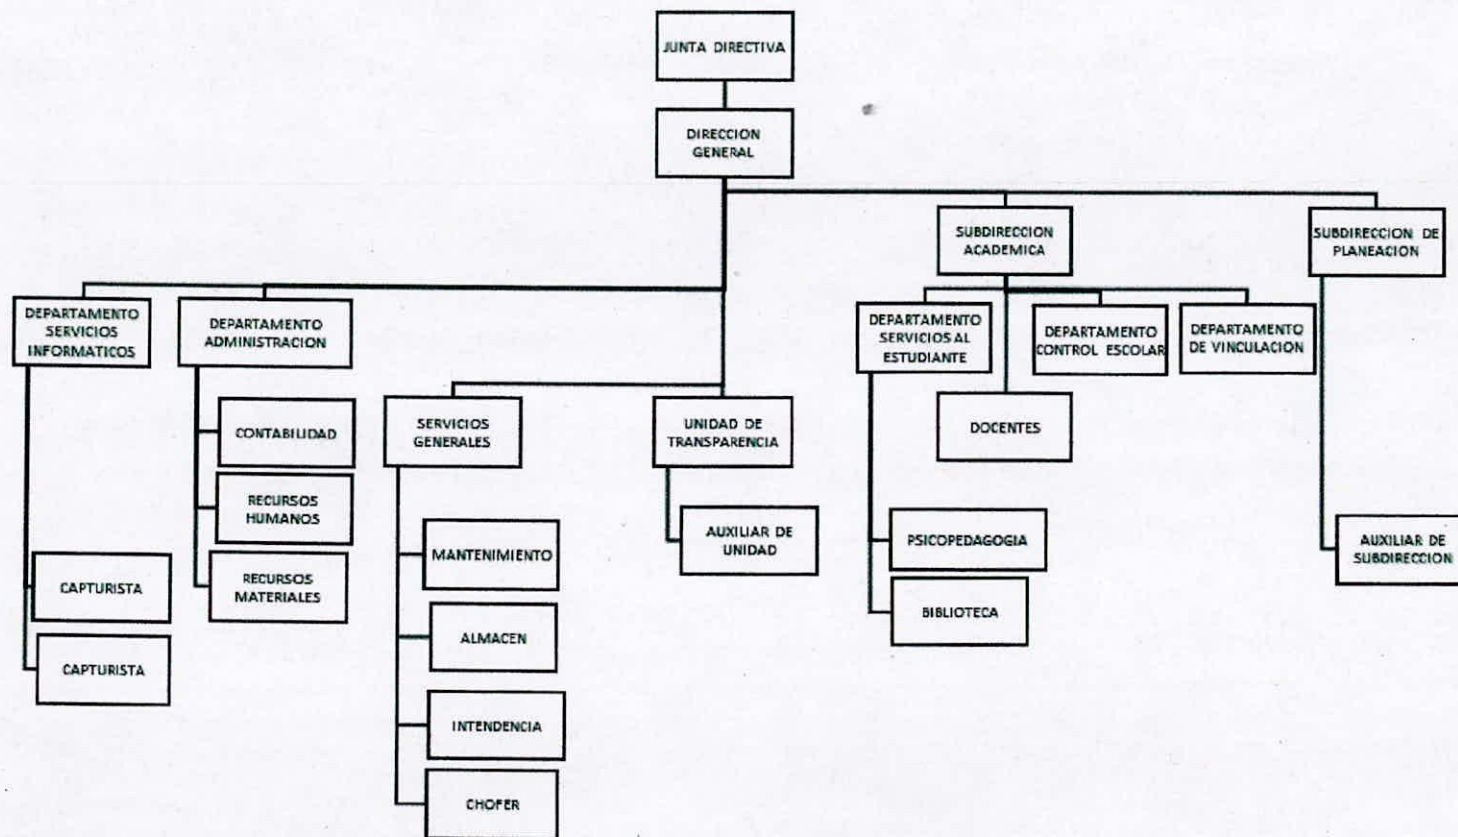 JUNTA DIRECTIVA
DIRECCION
GENERAL
SUBDIRECCION
ACADEMICA
SUBDIRECCION DE
PLANEACION
DEPARTAMENTO
SERVICIOS
INFORMATICOS
DEPARTAMENTO
ADMINISTRACION
DEPARTAMENTO
SERVICIOS AL
ESTUDIANTE
DEPARTAMENTO
CONTROL ESCOLAR
DEPARTAMENTO
DE VINCULACION
CONTABILIDAD
SERVICIOS
GENERALES
UNIDAD DE
TRANSPARENCIA
DOCENTES
RECURSOS
HUMANOS
MANTENIMIENTO
AUXILIAR DE
UNIDAD
PSICOPEDAGOGIA
AUXILIAR DE
SUBDIRECCION
CAPTURISTA
RECURSOS
MATERIALES
ALMACEN
BIBLIOTECA
CAPTURISTA
INTENDENCIA
CHOFER